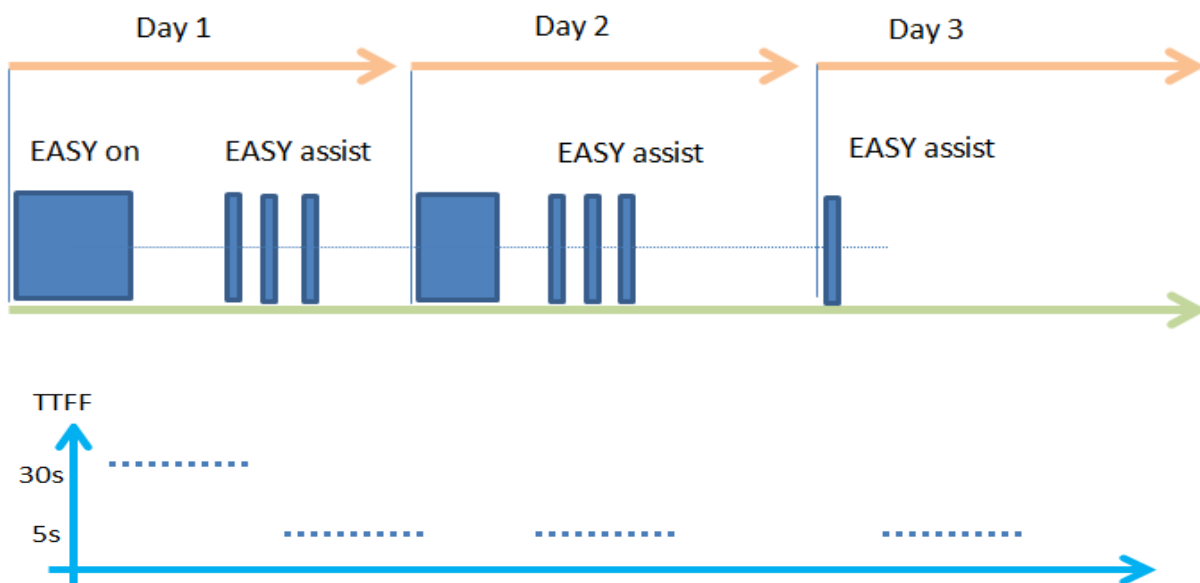 Day 1
Day 2
Day 3
EASY on
EASY assist
EASY assist
EASY assist
TTFF
30s
5s